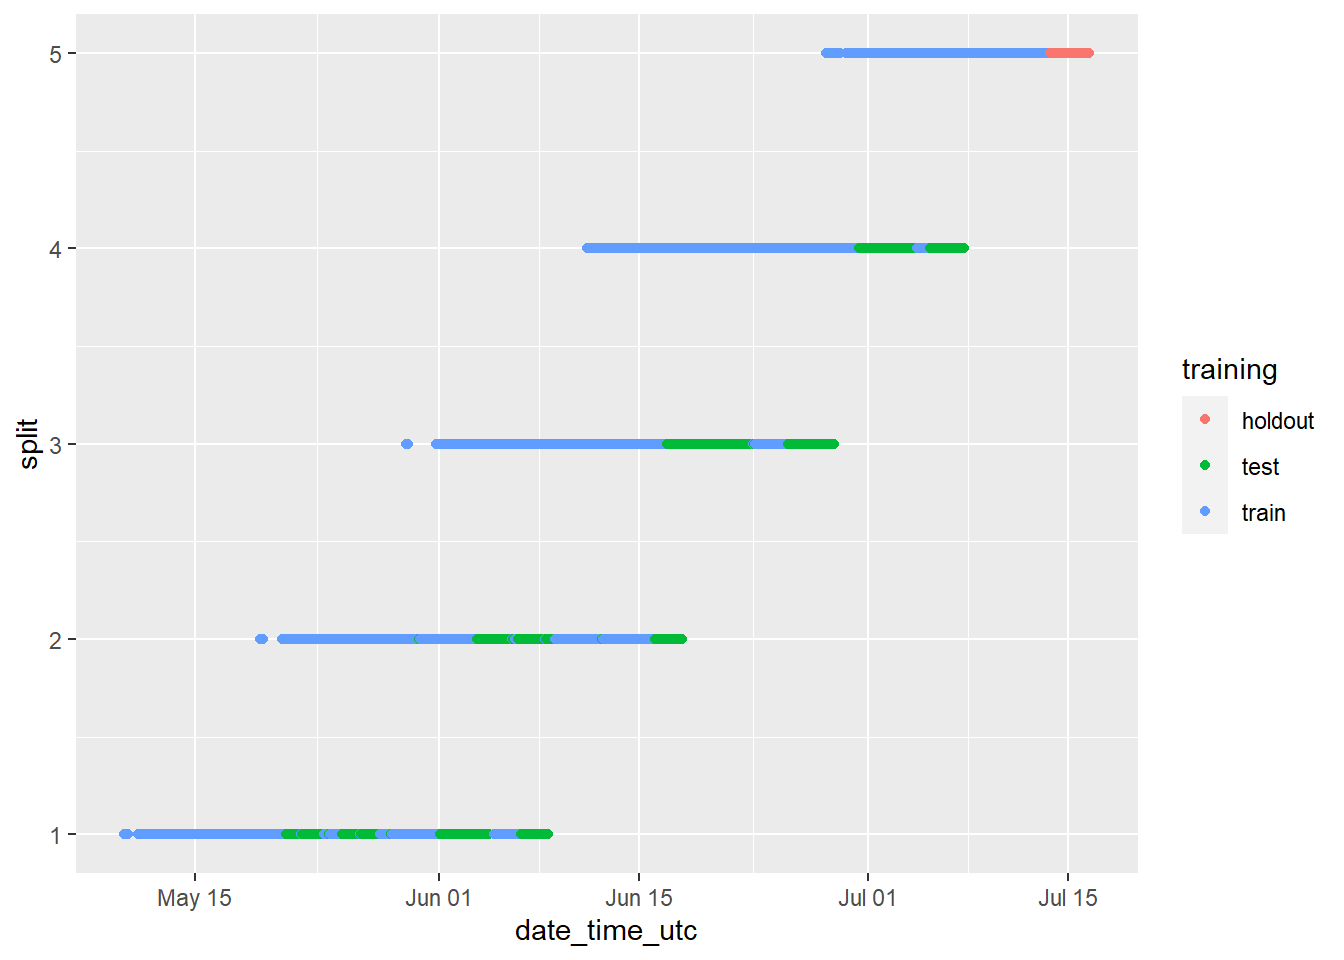 5
4
3
2
1
split
May 15
Jun 01
Jun 15
Jul 01
Jul 15
date_time_utc
training
holdout
test
train